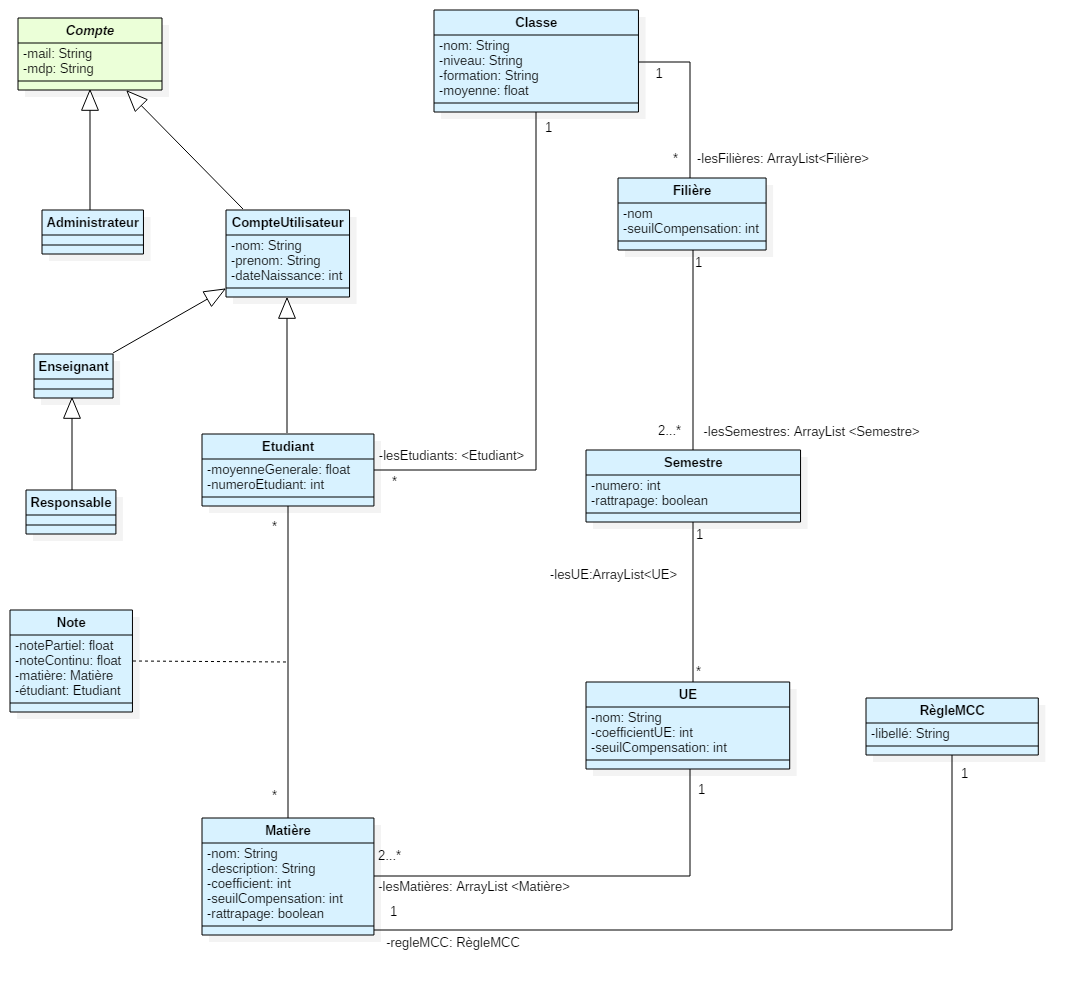 Compte
-mail: String
-mdp: String
Classe
-nom: String
-niveau: String
-formation: String
-moyenne: float
1
1
*
-lesFilières: ArrayList<Filière>
Filière
-nom
-seuilCompensation: int
1
Administrateur
CompteUtilisateur
-nom: String
-prenom: String
-dateNaissance: int
Enseignant
Responsable
Etudiant
-moyenneGenerale: float
-numeroEtudiant: int
-lesEtudiants: <Etudiant>
*
*
2...*
-lesSemestres: ArrayList <Semestre>
Semestre
-numero: int
-rattrapage: boolean
1
-lesUE:ArrayList<UE>
*
Note
-notePartiel: float
-noteContinu: float
-matière: Matière
-étudiant: Etudiant
UE
-nom: String
-coefficientUE: int
-seuilCompensation: int
1
RègleMCC
-libellé: String
1
*
Matière
-nom: String
-description: String
-coefficient: int
-seuilCompensation: int
-rattrapage: boolean
2...*
-lesMatières: ArrayList <Matière>
1
-regleMCC: RègleMCC